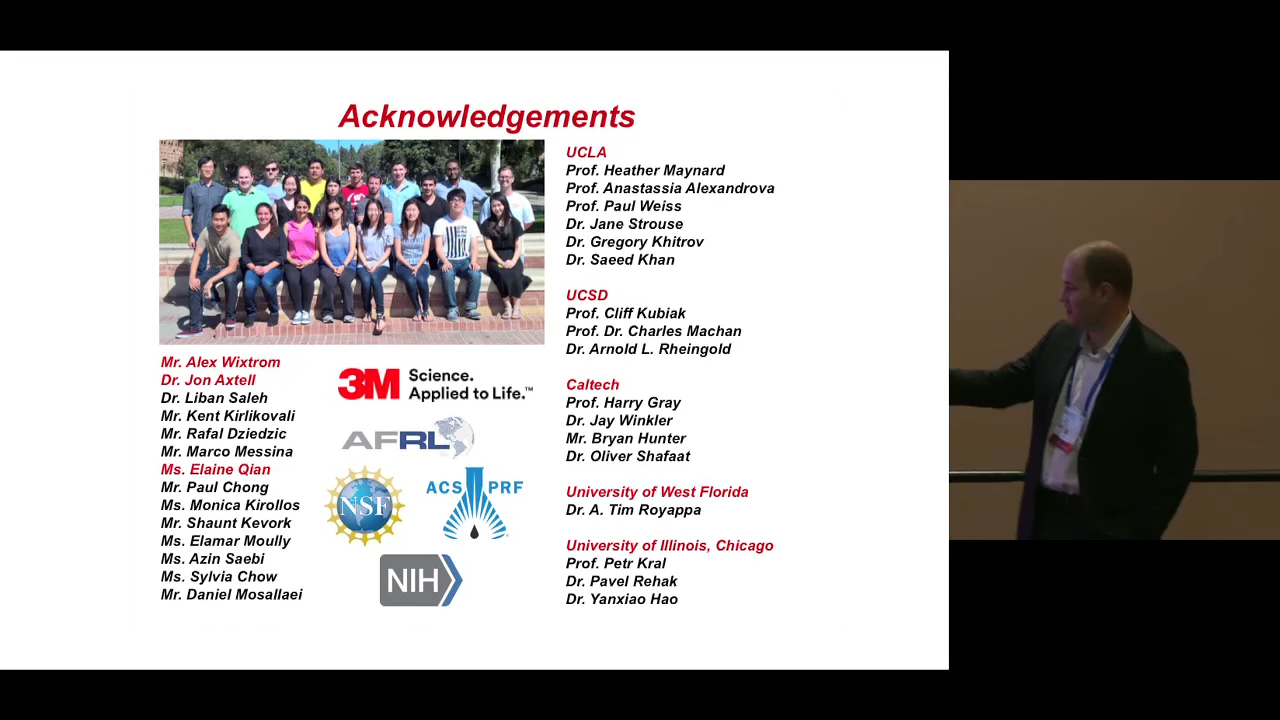 Acknowledgements
Mr. Alex Wixtrom
Dr. Jon Axtell
Dr. Liban Saleh
Mr. Kent Kirlikovali
Mr. Rafal Dziedzic
Mr. Marco Messina
Ms. Elaine Qian
Mr. Paul Chong
Ms. Monica Kirollos
Mr. Shaunt Kevork
Ms. Elamar Moully
Ms. Azin Saebi
Ms. Sylvia Chow
Mr. Daniel Mosallaei
3M Science.
Applied to Life.™
AFRL
NSF
ACS PRF
NIH
UCLA
Prof. Heather Maynard
Prof. Anastassia Alexandrova
Prof. Paul Weiss
Dr. Jane Strouse
Dr. Gregory Khitrov
Dr. Saeed Khan
UCSD
Prof. Cliff Kubiak
Prof. Dr. Charles Machan
Dr. Arnold L. Rheingold
Caltech
Prof. Harry Gray
Dr. Jay Winkler
Mr. Bryan Hunter
Dr. Oliver Shafaat
University of West Florida
Dr. A. Tim Royappa
University of Illinois, Chicago
Prof. Petr Kral
Dr. Pavel Rehak
Dr. Yanxiao Hao